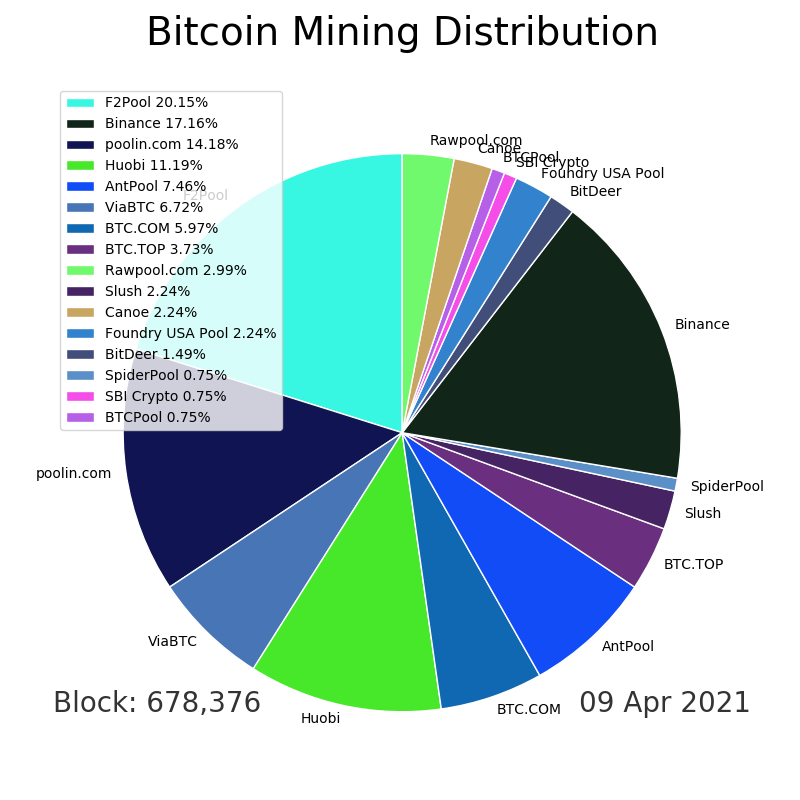 Bitcoin Mining Distribution
F2Pool 20.15%
Binance 17.16%
poolin.com 14.18%
Huobi 11.19%
AntPool 7.46%
ViaBTC 6.72%
BTC.COM 5.97%
BTC.TOP 3.73%
Rawpool.com 2.99%
Slush 2.24%
Canoe 2.24%
Foundry USA Pool 2.24%
BitDeer 1.49%
SpiderPool 0.75%
SBI Crypto 0.75%
BTCPool 0.75%
F2Pool
Rawpool.com
Canoe
BTCPool
SBI Crypto
Foundry USA Pool
BitDeer
Binance
SpiderPool
Slush
BTC.TOP
AntPool
BTC.COM
Huobi
ViaBTC
poolin.com
Block: 678,376
09 Apr 2021